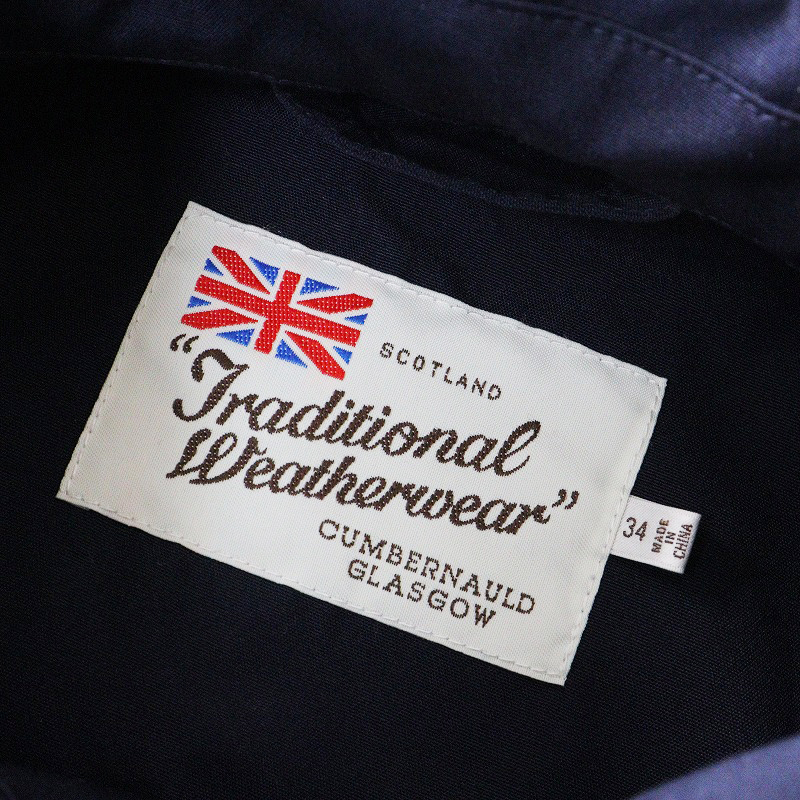 SCOTLAND
“Traditional
Weatherwear”
CUMBERNAULD
GLASGOW
34
MADE
IN
CHINA